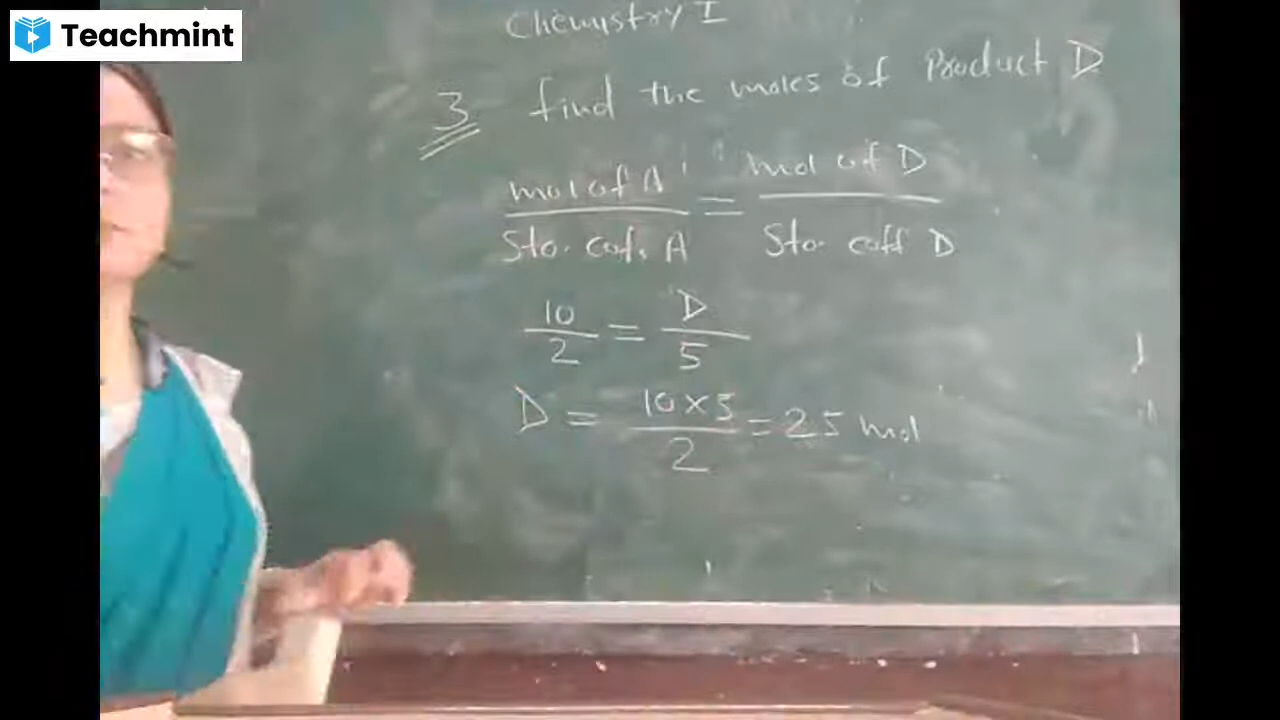 Teachmint
Chemistry I
3 find the moles of Product D
mol of A = mol of D
Sto. cof. A Sto. coff D
10 = D
2 5
D = 10 × 5 = 25 mol
2